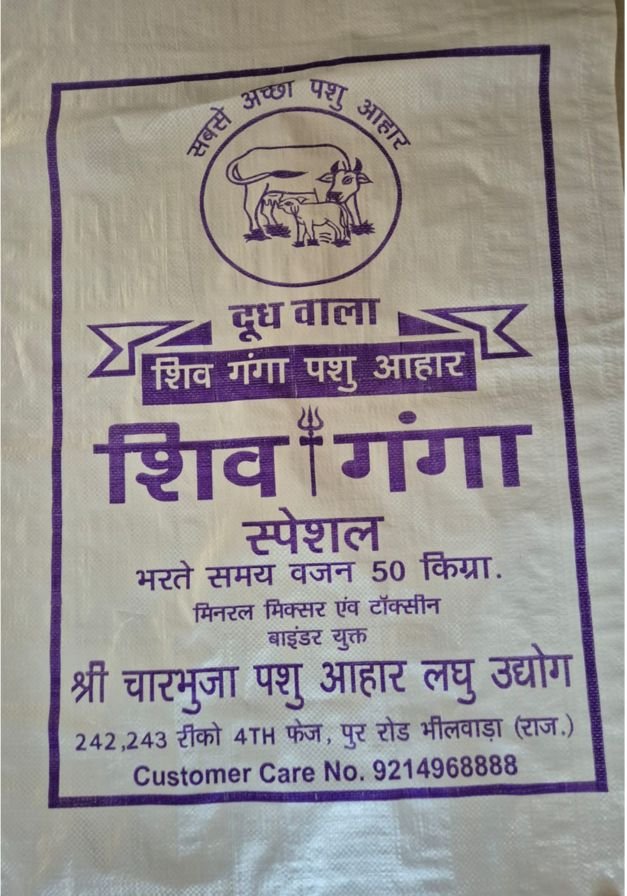 सबसे अच्छा पशु आहार
दूध वाला
शिव गंगा पशु आहार
शिव गंगा
स्पेशल
भरते समय वजन 50 किग्रा.
मिनरल मिक्सर एंव टॉक्सीन
बाइंडर युक्त
श्री चारभुजा पशु आहार लघु उद्योग
242,243 रीको 4TH फेज, पुर रोड भीलवाड़ा (राज.)
Customer Care No. 9214968888